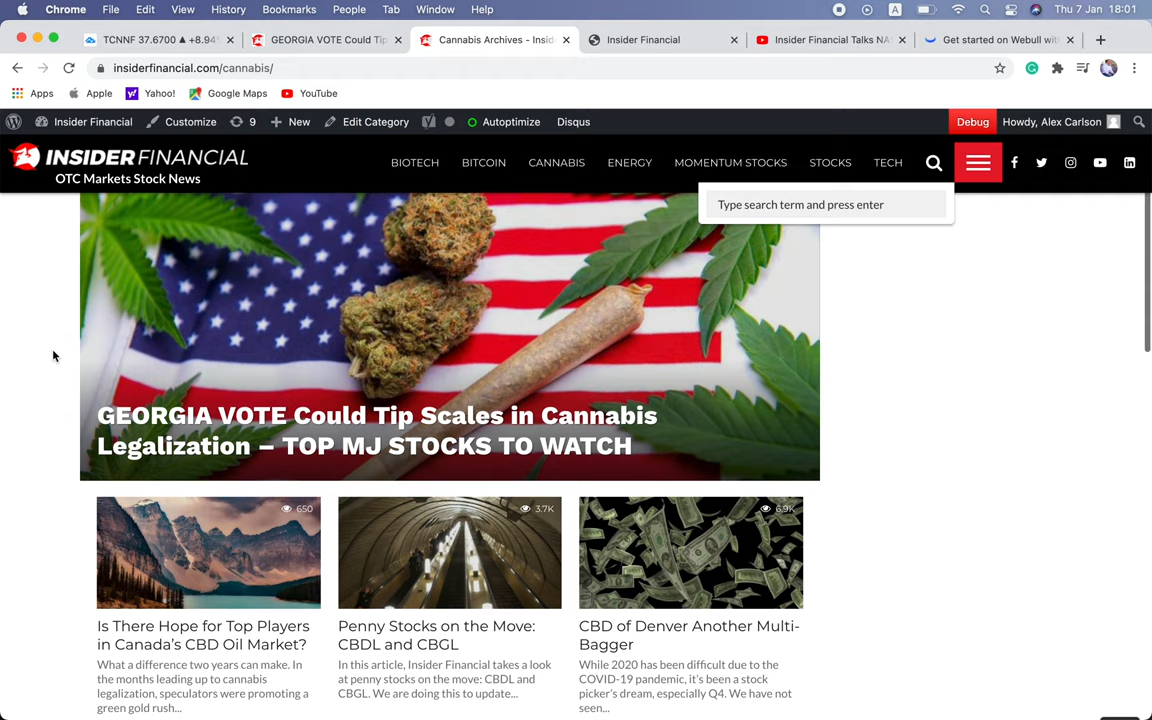 Chrome File Edit View History Bookmarks People Tab Window Help A Thu 7 Jan 18:01
TCNNF 37.6700 ▲ +8.94 GEORGIA VOTE Could Tip Cannabis Archives - Insid Insider Financial Insider Financial Talks NA Get started on Webull wit
insiderfinancial.com/cannabis/
Apps Apple Yahoo! Google Maps YouTube
Insider Financial Customize 9 New Edit Category Autoptimize Disqus Debug Howdy, Alex Carlson
INSIDER FINANCIAL
OTC Markets Stock News
BIOTECH BITCOIN CANNABIS ENERGY MOMENTUM STOCKS STOCKS TECH
Type search term and press enter
GEORGIA VOTE Could Tip Scales in Cannabis
Legalization – TOP MJ STOCKS TO WATCH
650
Is There Hope for Top Players
in Canada's CBD Oil Market?
What a difference two years can make. In
the months leading up to cannabis
legalization, speculators were promoting a
green gold rush...
3.7K
Penny Stocks on the Move:
CBDL and CBGL
In this article, Insider Financial takes a look
at penny stocks on the move: CBDL and
CBGL. We are doing this to update...
6.9K
CBD of Denver Another Multi-
Bagger
While 2020 has been difficult due to the
COVID-19 pandemic, it's been a stock
picker's dream, especially Q4. We have not
seen...